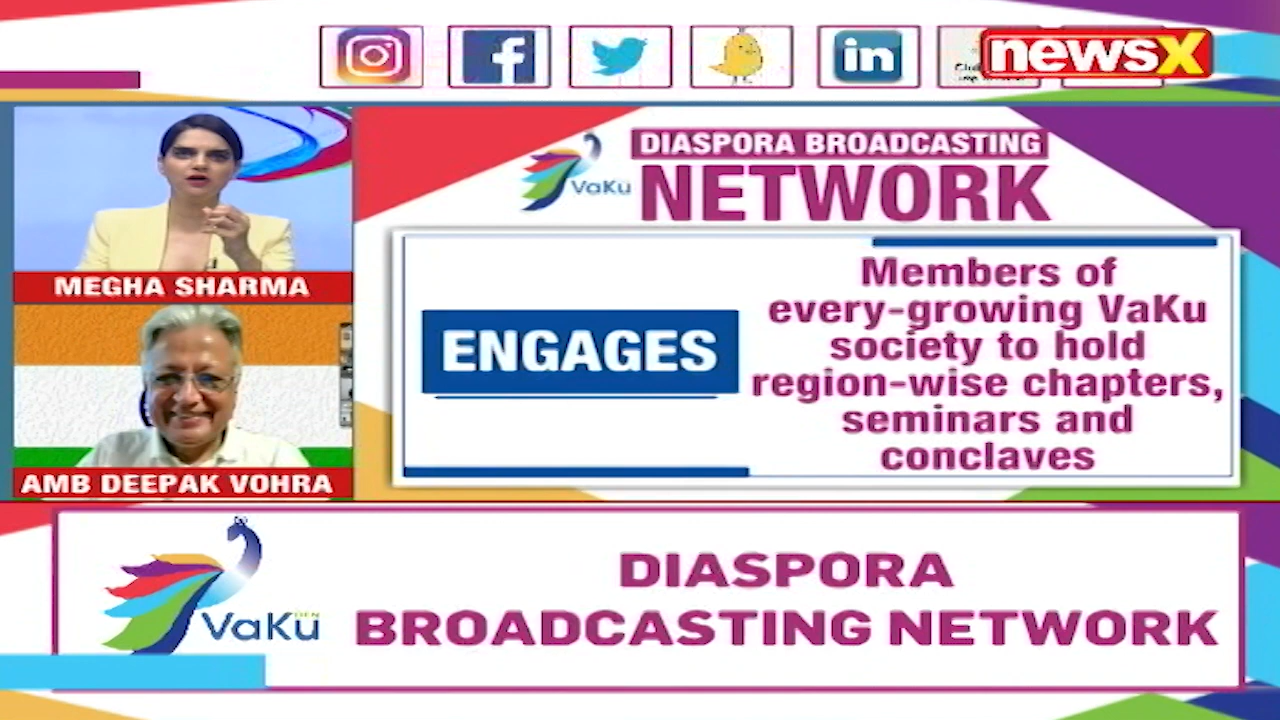 newsX
DIASPORA BROADCASTING
NETWORK
VaKu
MEGHA SHARMA
AMB DEEPAK VOHRA
ENGAGES
Members of
every-growing VaKu
society to hold
region-wise chapters,
seminars and
conclaves
VaKu
DIASPORA
BROADCASTING NETWORK